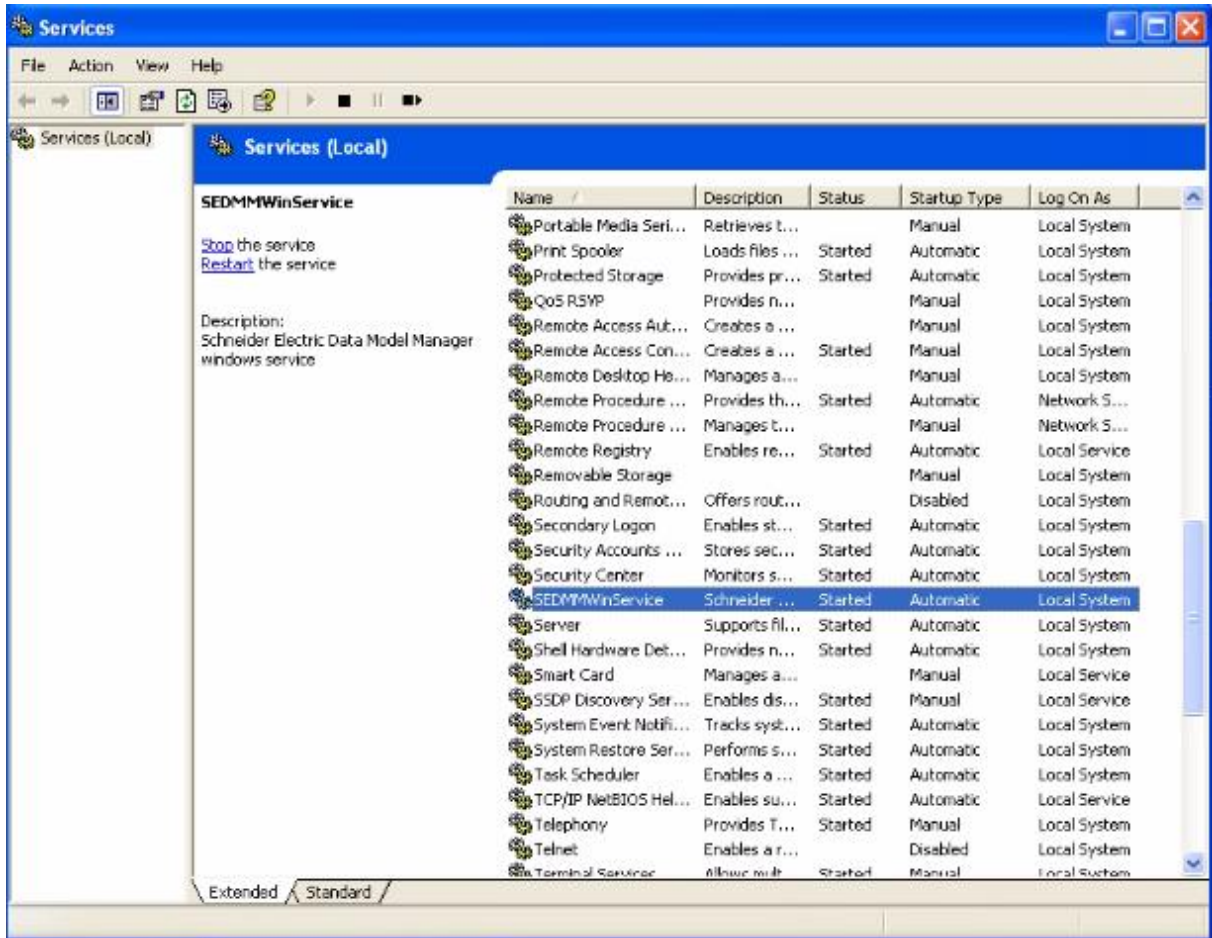 Services
File Action View Help
Services (Local)
Services (Local)
SEDMMWinService
Stop the service
Restart the service
Description:
Schneider Electric Data Model Manager
windows service
Name Description Status Startup Type Log On As
Portable Media Seri... Retrieves t... Manual Local System
Print Spooler Loads files ... Started Automatic Local System
Protected Storage Provides pr... Started Automatic Local System
QoS RSVP Provides n... Manual Local System
Remote Access Aut... Creates a ... Manual Local System
Remote Access Con... Creates a ... Started Manual Local System
Remote Desktop He... Manages a... Manual Local System
Remote Procedure ... Provides th... Started Automatic Network S...
Remote Procedure ... Manages t... Manual Network S...
Remote Registry Enables re... Started Automatic Local Service
Removable Storage Manual Local System
Routing and Remot... Offers rout... Disabled Local System
Secondary Logon Enables st... Started Automatic Local System
Security Accounts ... Stores sec... Started Automatic Local System
Security Center Monitors s... Started Automatic Local System
SEDMMWinService Schneider ... Started Automatic Local System
Server Supports fil... Started Automatic Local System
Shell Hardware Det... Provides n... Started Automatic Local System
Smart Card Manages a... Manual Local Service
SSDP Discovery Ser... Enables dis... Started Manual Local Service
System Event Notifi... Tracks syst... Started Automatic Local System
System Restore Ser... Performs s... Started Automatic Local System
Task Scheduler Enables a ... Started Automatic Local System
TCP/IP NetBIOS Hel... Enables su... Started Automatic Local Service
Telephony Provides T... Started Manual Local System
Telnet Enables a r... Disabled Local System
Terminal Services Allows mult... Started Manual Local System
Extended Standard